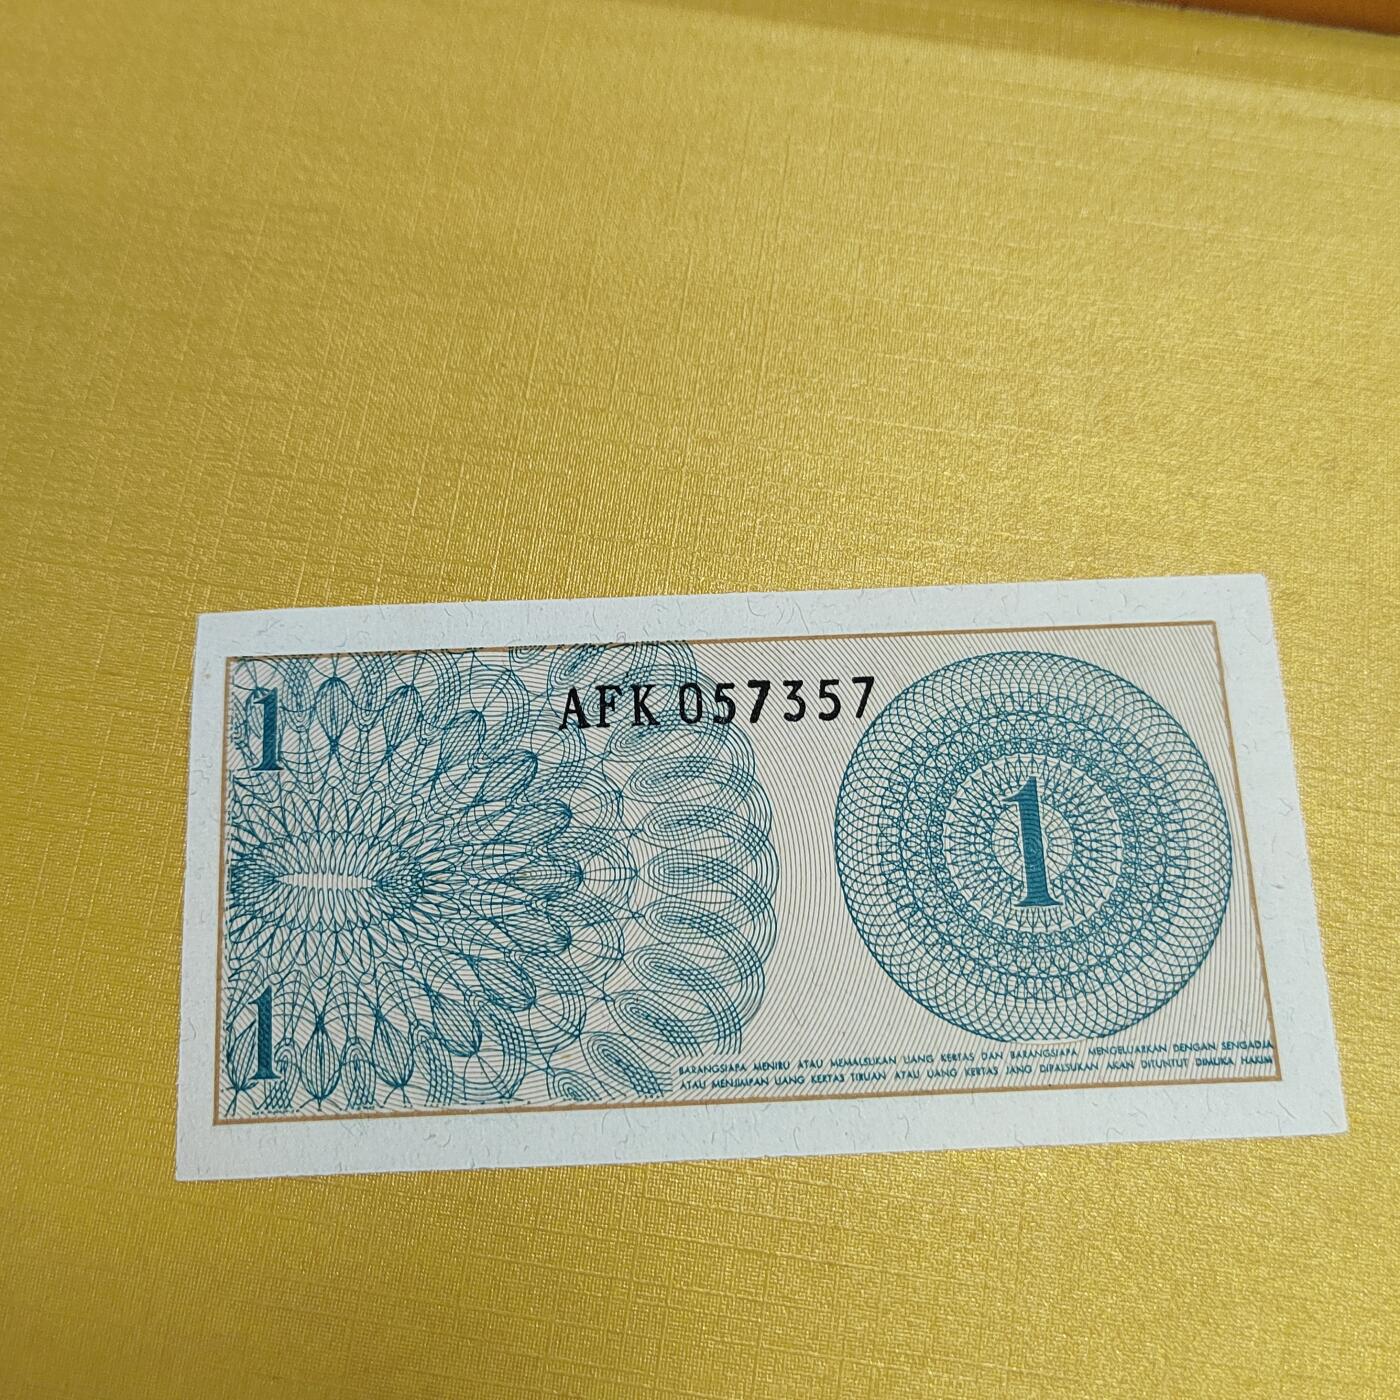 1
AFK 057357
1
1
BARANGSIAPA MENIRU ATAU MEMALSUKAN UANG KERTAS DAN BARANGSIAPA MENGELUARKAN DENGAN SENGADJA
ATAU MENJIMPAN UANG KERTAS TIRUAN ATAU UANG KERTAS JANG DIPALSUKAN AKAN DITUNTUT DIMUKA HAKIM